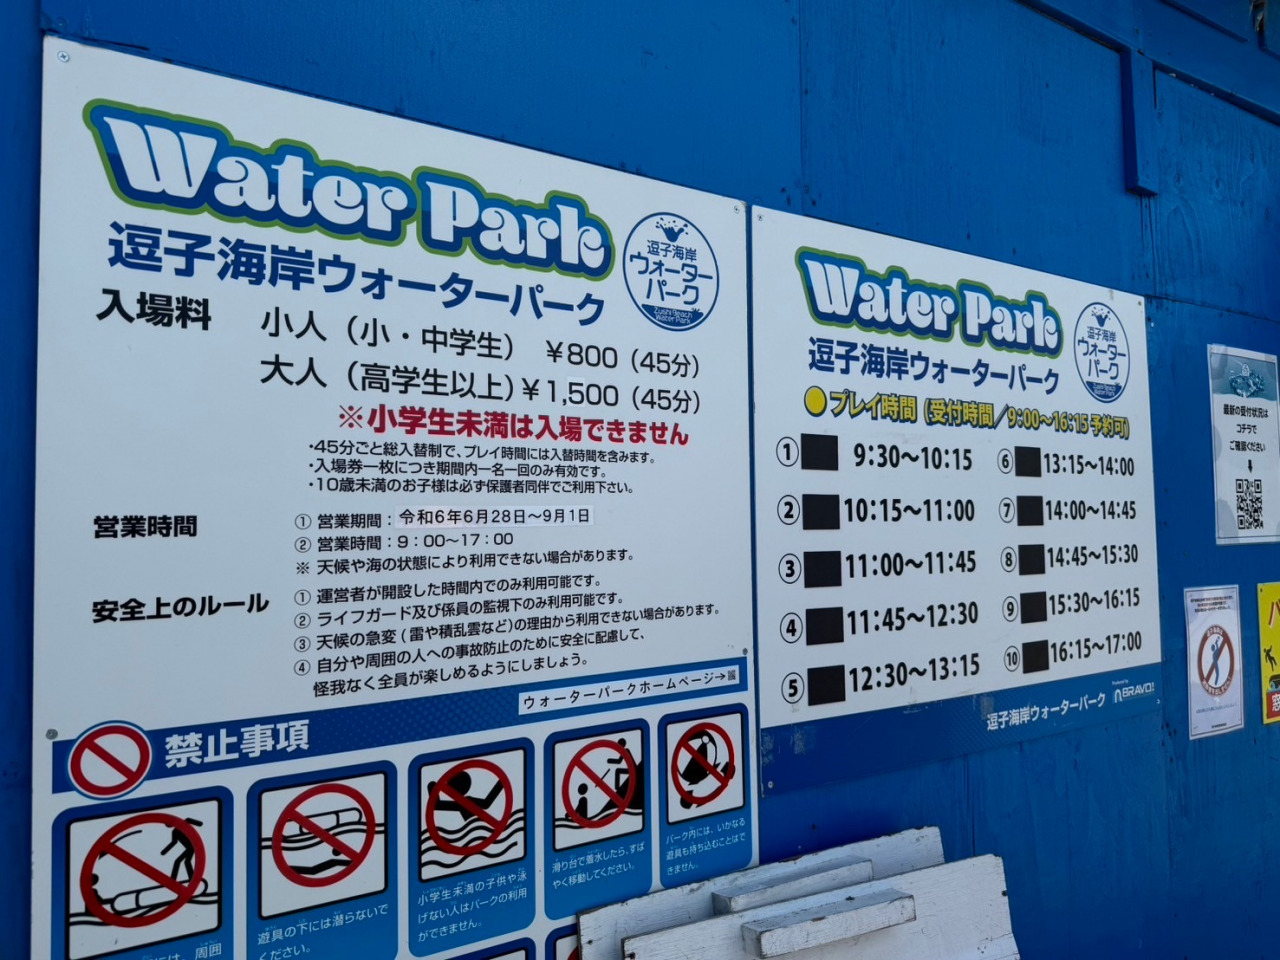 Water Park
逗子海岸ウォーターパーク
逗子海岸
ウォーター
パーク
Zushi Beach
Water Park
入場料
小人（小・中学生） ￥800（45分）
大人（高学生以上）￥1,500（45分）
※小学生未満は入場できません
・45分ごと総入替制で、プレイ時間には入替時間を含みます。
・入場券一枚につき期間内一名一回のみ有効です。
・10歳未満のお子様は必ず保護者同伴でご利用下さい。
営業時間
① 営業期間：令和6年6月28日～9月1日
② 営業時間：9：00～17：00
※ 天候や海の状態により利用できない場合があります。
安全上のルール
① 運営者が開設した時間内でのみ利用可能です。
② ライフガード及び係員の監視下のみ利用可能です。
③ 天候の急変（雷や積乱雲など）の理由から利用できない場合があります。
④ 自分や周囲の人への事故防止のために安全に配慮して、
怪我なく全員が楽しめるようにしましょう。
ウォーターパークホームページ→
禁止事項
周囲
遊具の下には潜らないで
ください。
小学生未満の子供や泳
げない人はパークの利用
ができません。
滑り台で着水したら、すば
やく移動してください。
パーク内には、いかなる
遊具も持ち込むことはで
きません。
Water Park
逗子海岸ウォーターパーク
逗子海岸
ウォーター
パーク
Zushi Beach
Water Park
●プレイ時間（受付時間／9:00～16:15予約可）
① 9:30～10:15
② 10:15～11:00
③ 11:00～11:45
④ 11:45～12:30
⑤ 12:30～13:15
⑥ 13:15～14:00
⑦ 14:00～14:45
⑧ 14:45～15:30
⑨ 15:30～16:15
⑩ 16:15～17:00
逗子海岸ウォーターパーク
Produced by
BRAVO!
最新の受付状況は
コチラで
ご確認ください